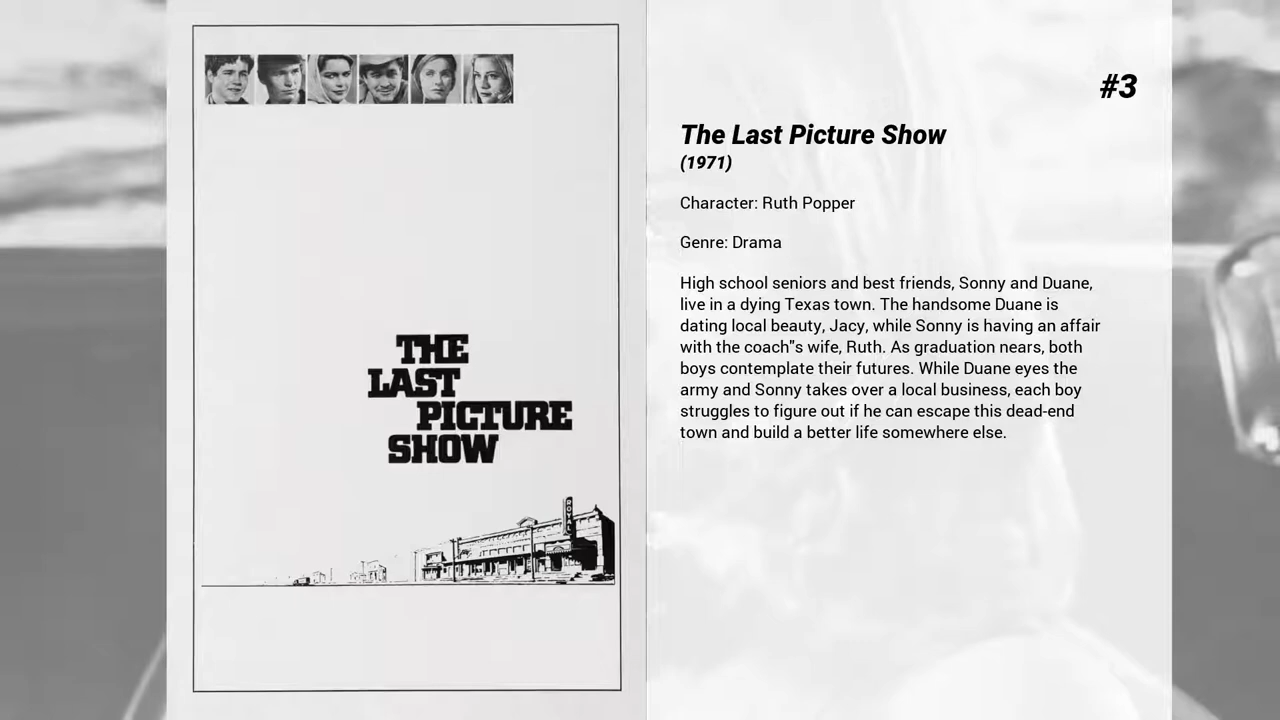 #3
The Last Picture Show
(1971)
Character: Ruth Popper
Genre: Drama
High school seniors and best friends, Sonny and Duane,
live in a dying Texas town. The handsome Duane is
dating local beauty, Jacy, while Sonny is having an affair
with the coach"s wife, Ruth. As graduation nears, both
boys contemplate their futures. While Duane eyes the
army and Sonny takes over a local business, each boy
struggles to figure out if he can escape this dead-end
town and build a better life somewhere else.
THE
LAST
PICTURE
SHOW
ROYAL